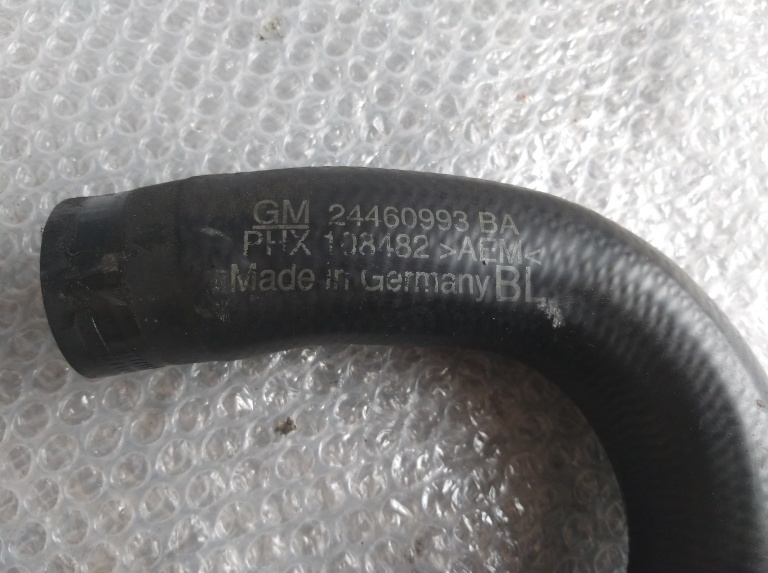 GM 24460993 BA
PHX 108482 >AEM<
Made in Germany BL